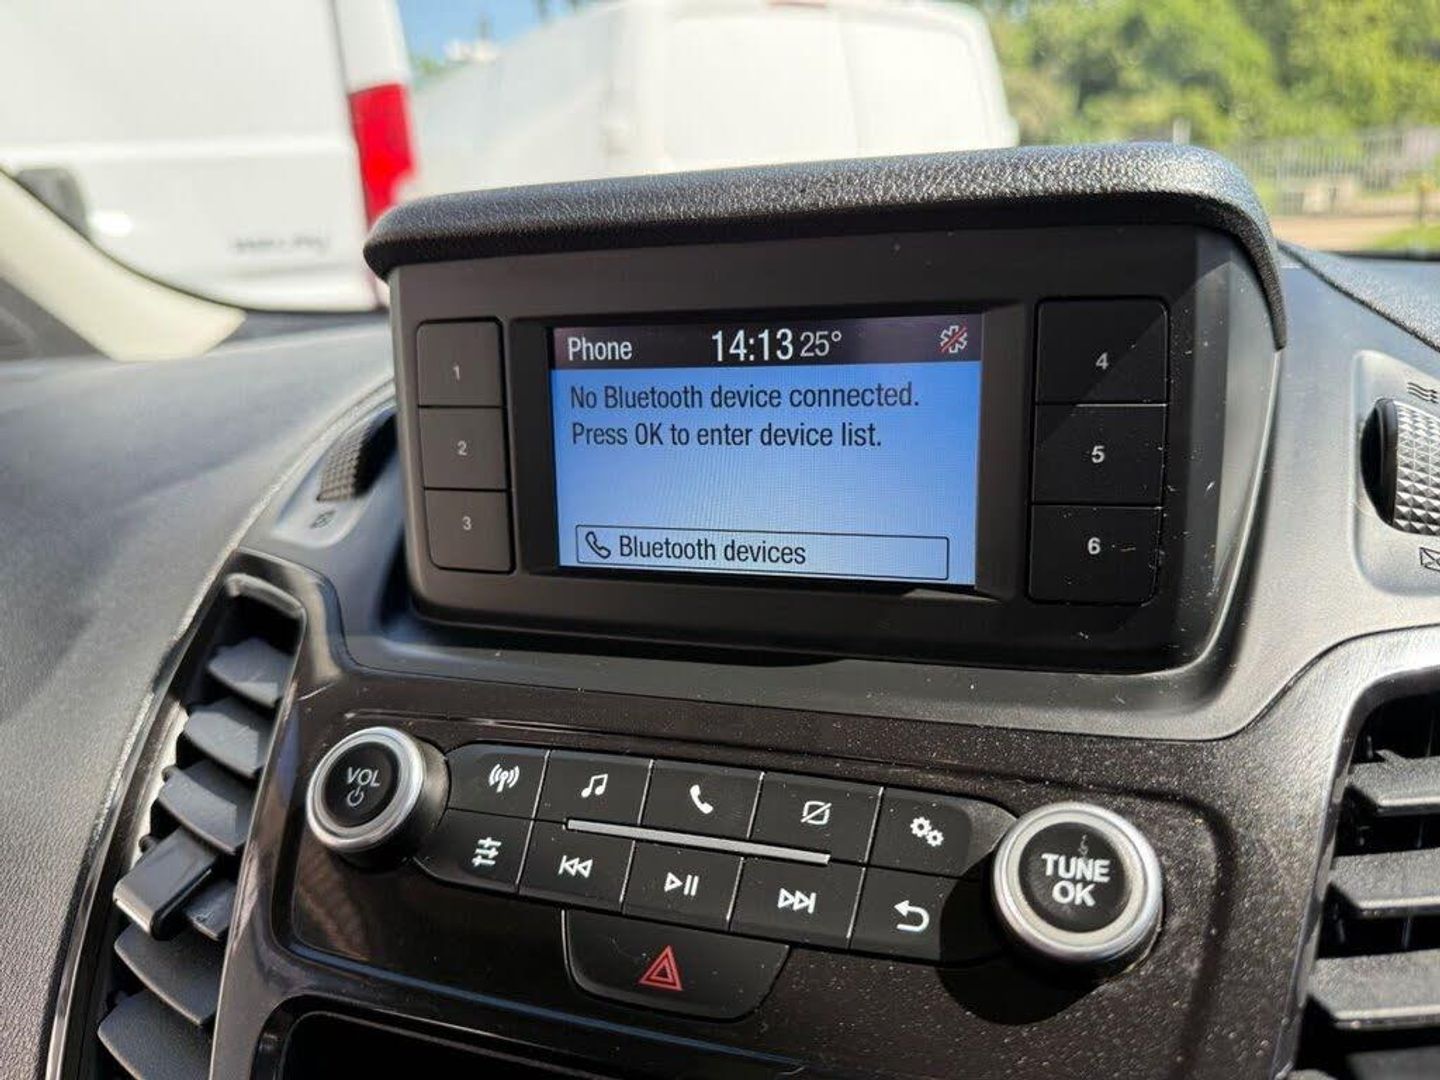 Phone 14:13 25°
No Bluetooth device connected.
Press OK to enter device list.
Bluetooth devices
1
2
3
4
5
6
VOL
TUNE
OK